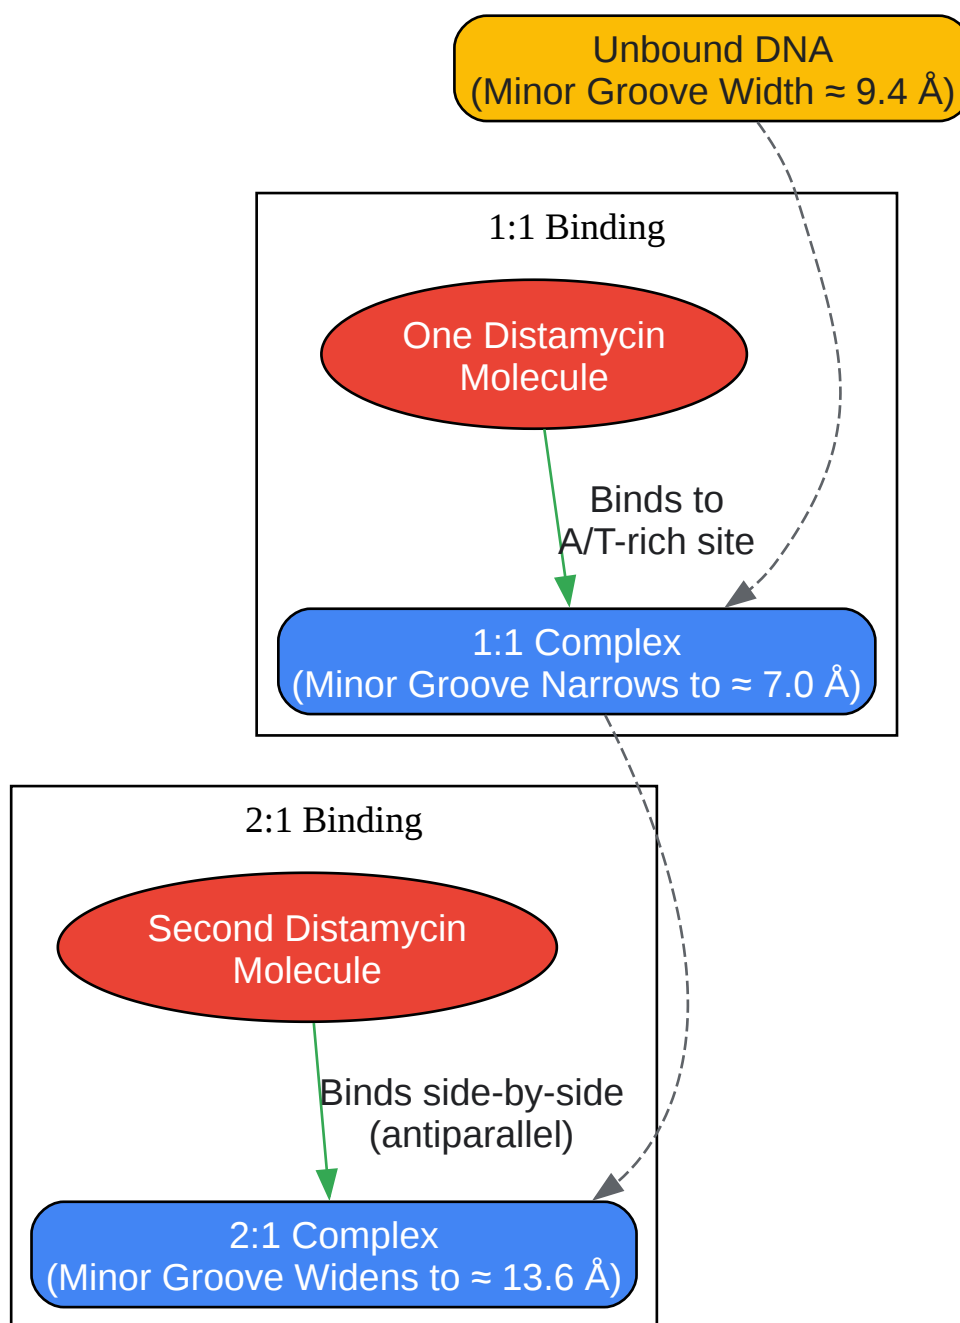 Unbound DNA
(Minor Groove Width ≈ 9.4 Å)
1:1 Binding
One Distamycin
Molecule
Binds to
A/T-rich site
1:1 Complex
(Minor Groove Narrows to ≈ 7.0 Å)
2:1 Binding
Second Distamycin
Molecule
Binds side-by-side
(antiparallel)
2:1 Complex
(Minor Groove Widens to ≈ 13.6 Å)